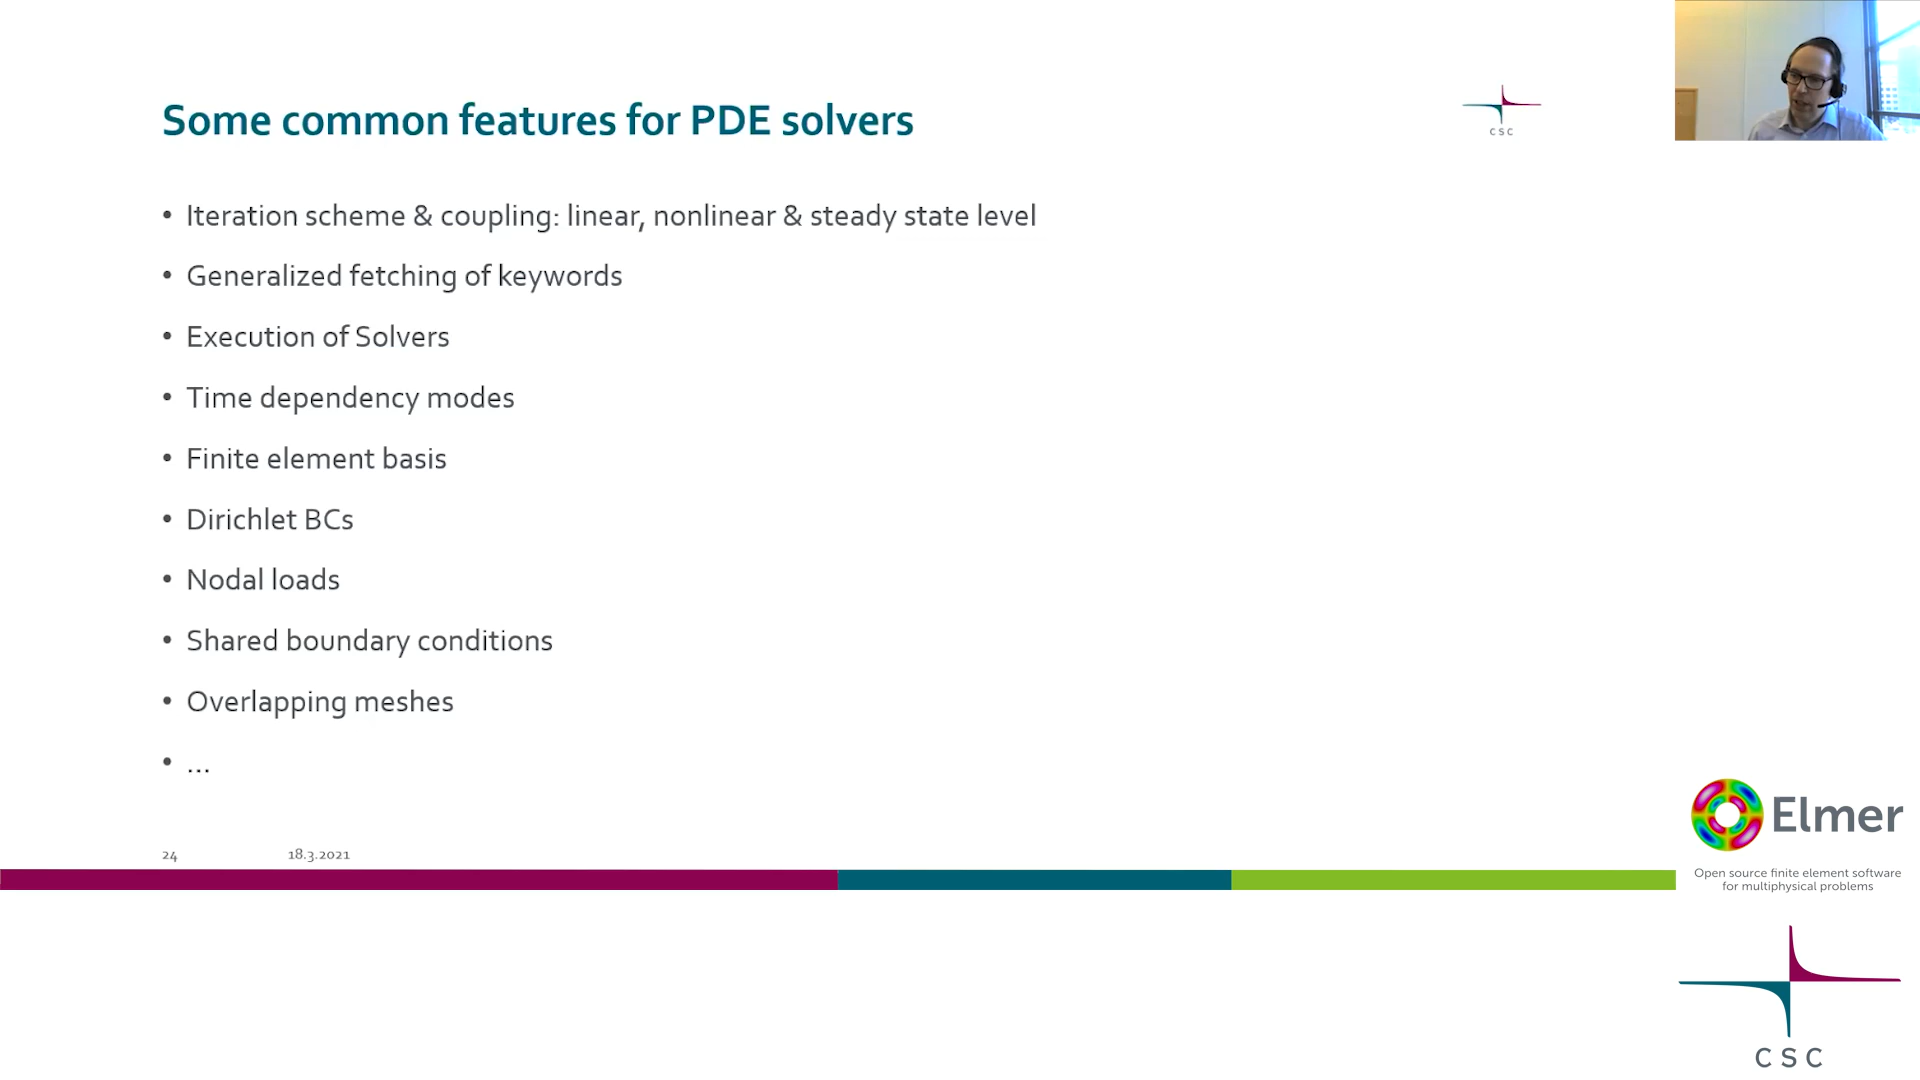 Some common features for PDE solvers
CSC
• Iteration scheme & coupling: linear, nonlinear & steady state level
• Generalized fetching of keywords
• Execution of Solvers
• Time dependency modes
• Finite element basis
• Dirichlet BCs
• Nodal loads
• Shared boundary conditions
• Overlapping meshes
• ...
24
18.3.2021
Elmer
Open source finite element software
for multiphysical problems
CSC